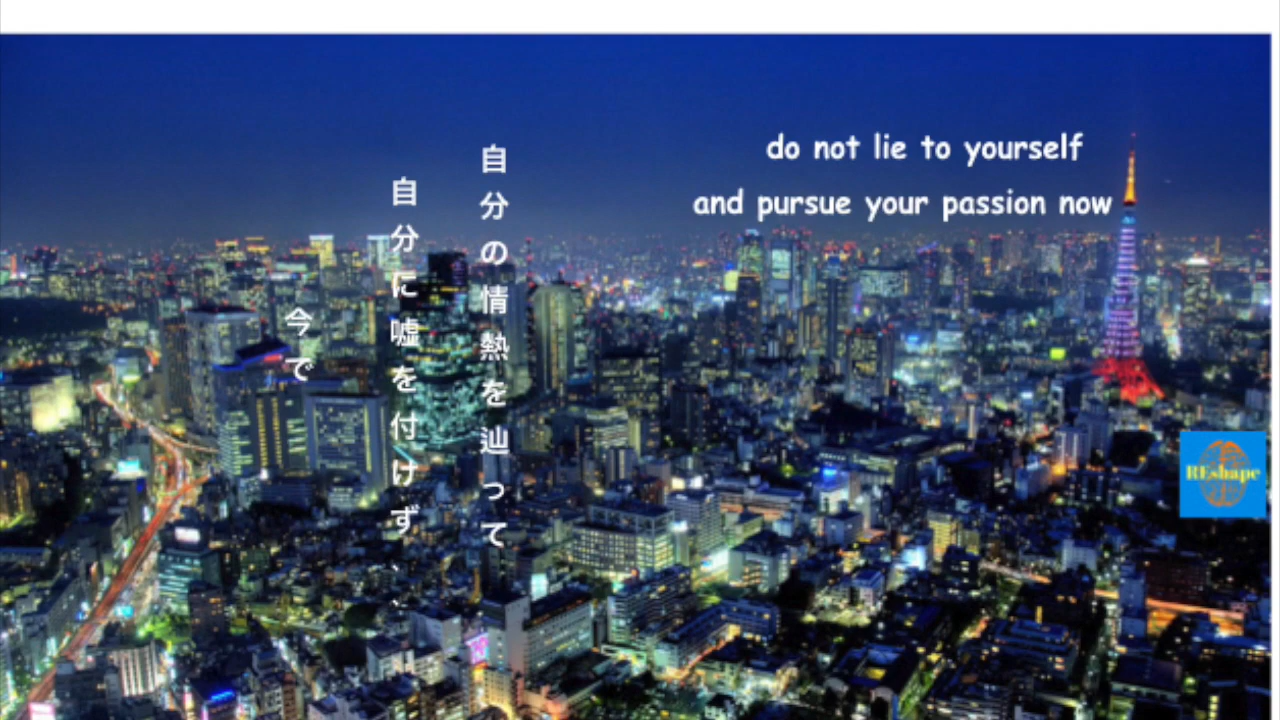 自分の情熱を辿って
自分に嘘を付けず、
今で
do not lie to yourself
and pursue your passion now
REshape